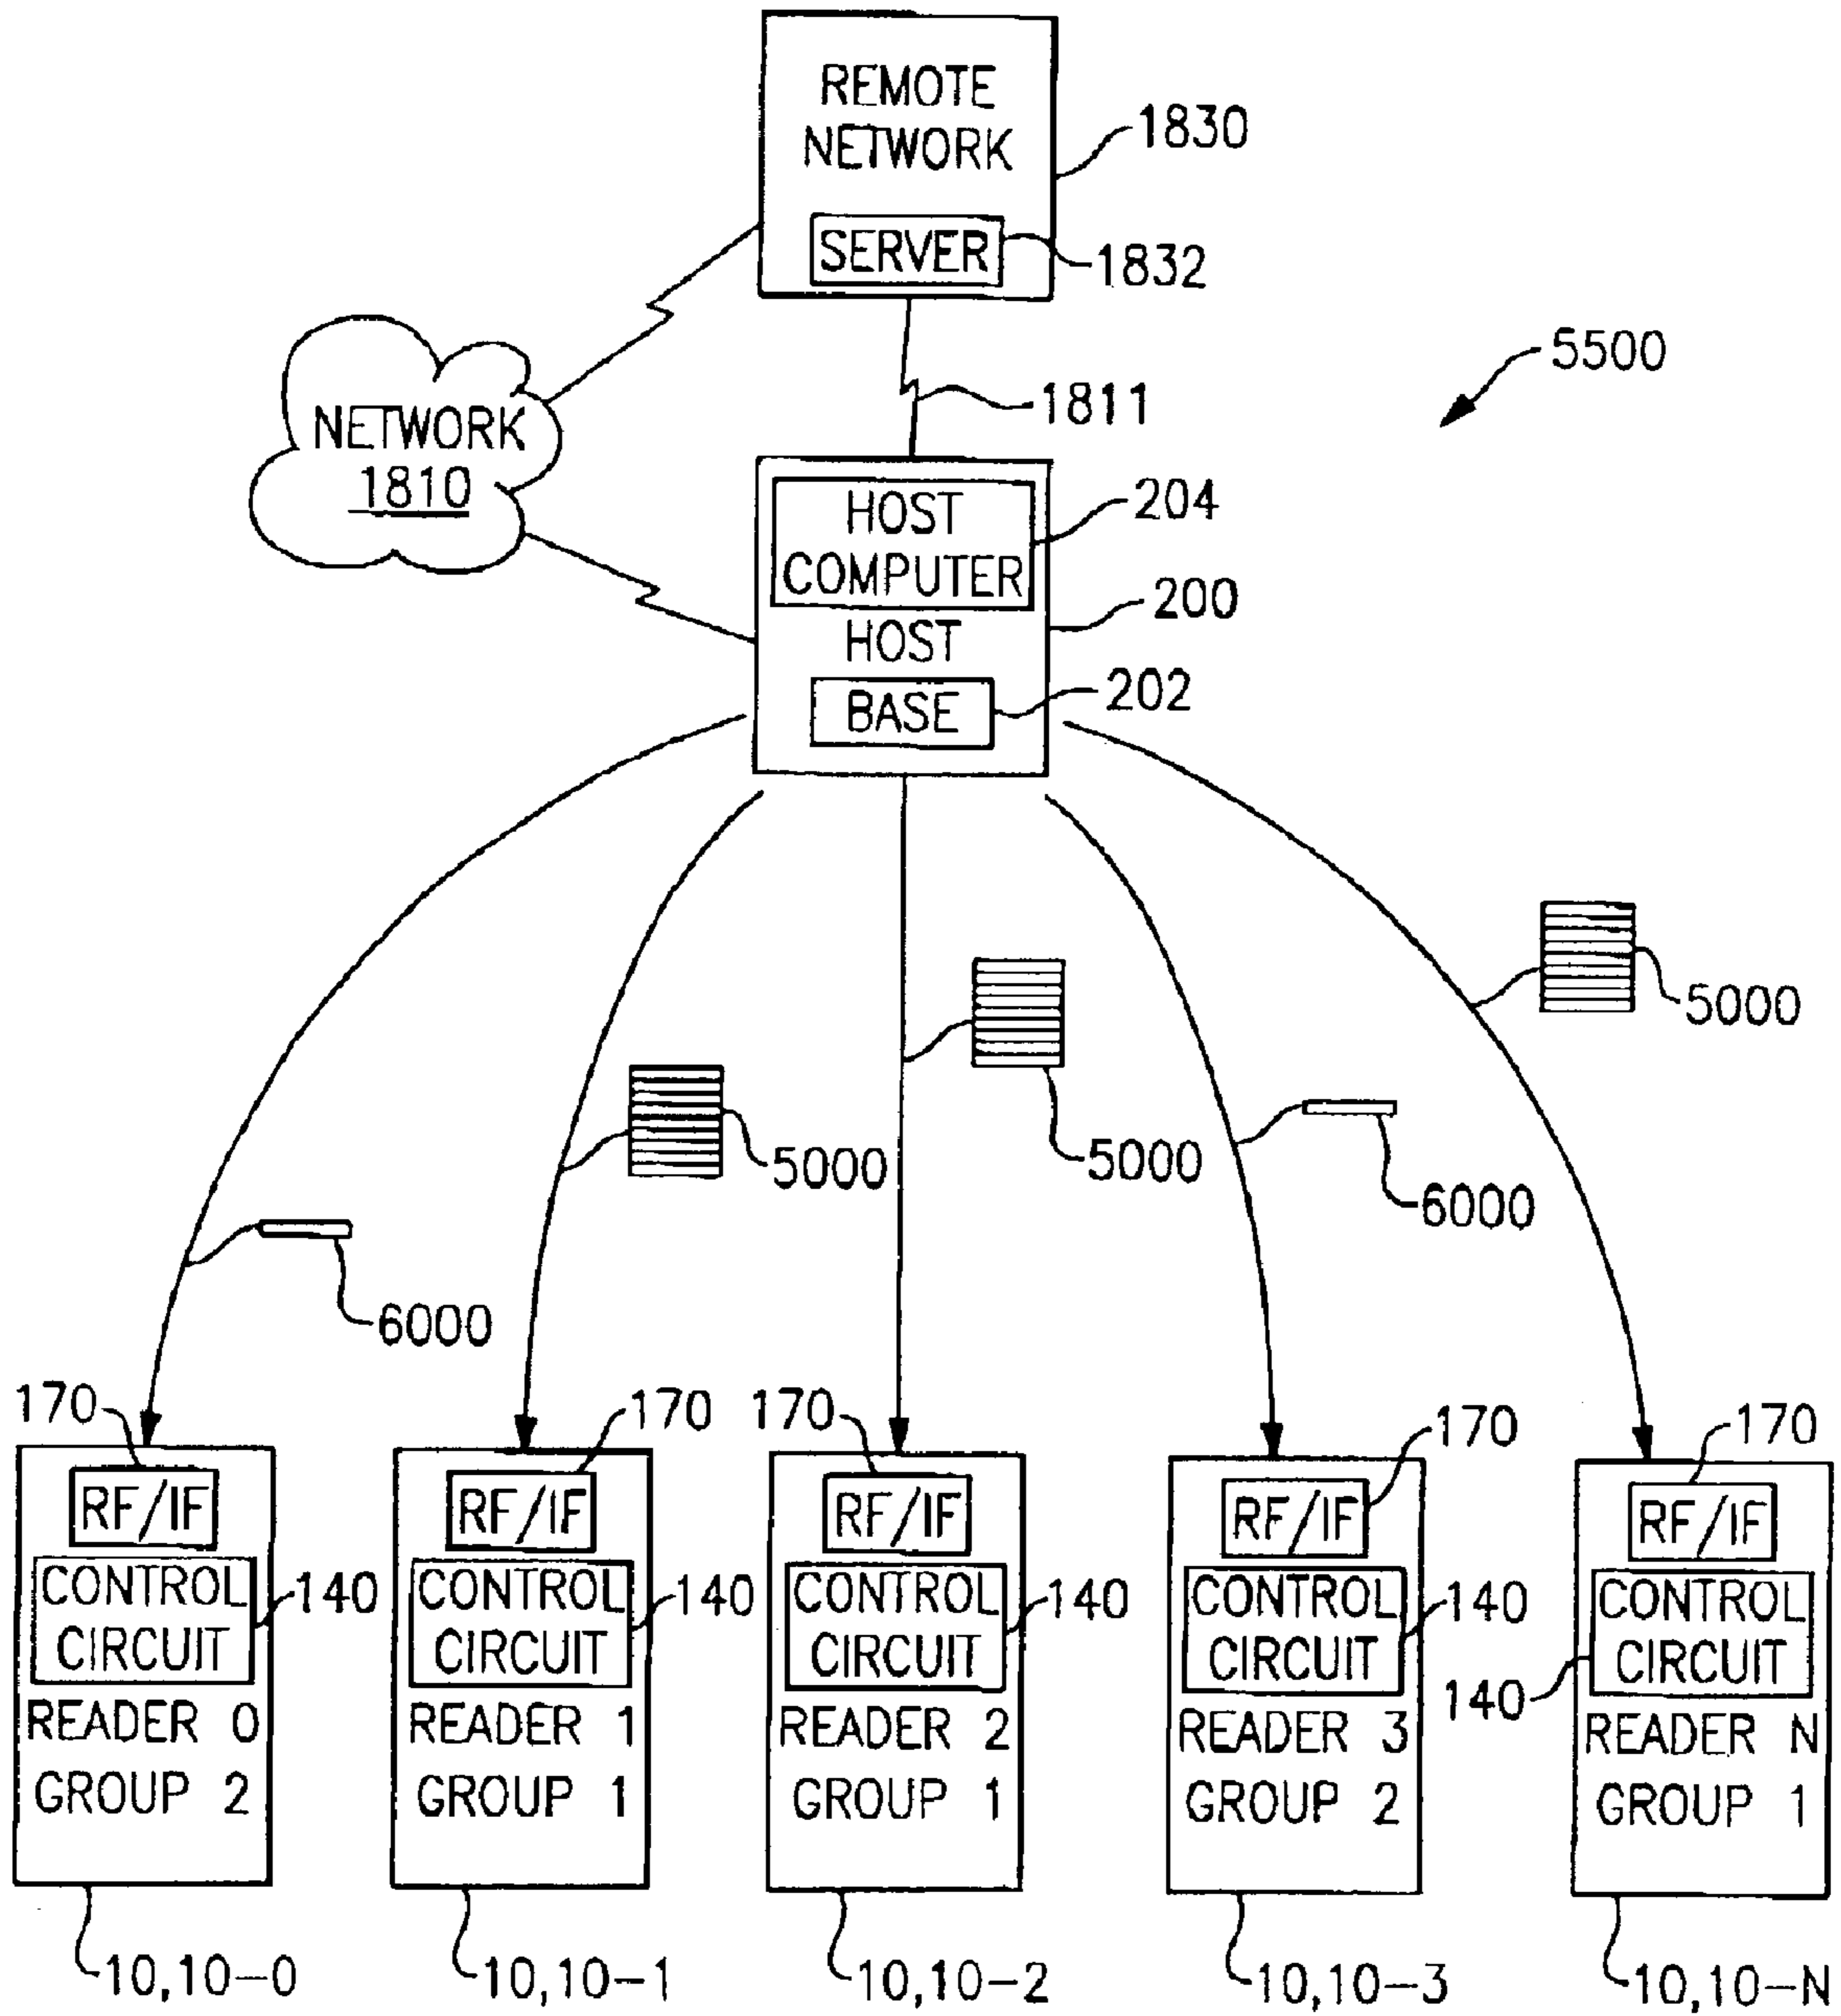 REMOTE
NETWORK
1830
SERVER
1832
5500
1811
NETWORK
1810
HOST
COMPUTER
204
200
HOST
202
BASE
5000
5000
5000
6000
6000
170
170
170
170
170
RF/IF
RF/IF
RF/IF
RF/IF
RF/IF
CONTROL
CIRCUIT
140
CONTROL
CIRCUIT
140
CONTROL
CIRCUIT
140
CONTROL
CIRCUIT
140
CONTROL
CIRCUIT
140
READER 0
GROUP 2
READER 1
GROUP 1
READER 2
GROUP 1
READER 3
GROUP 2
READER N
GROUP 1
10,10-0
10,10-1
10,10-2
10,10-3
10,10-N